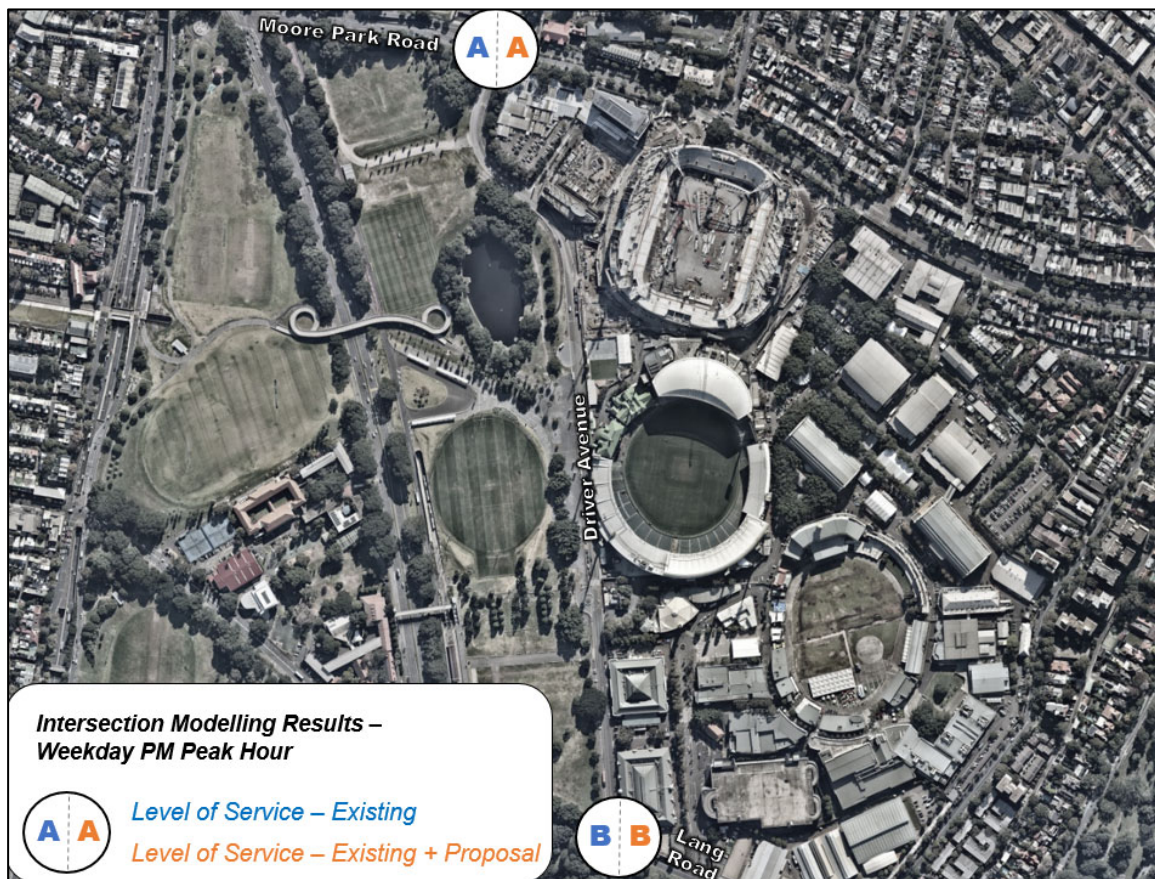 Moore Park Road
A A
Driver Avenue
Intersection Modelling Results –
Weekday PM Peak Hour
A A
Level of Service – Existing
Level of Service – Existing + Proposal
B B
Lang
Road